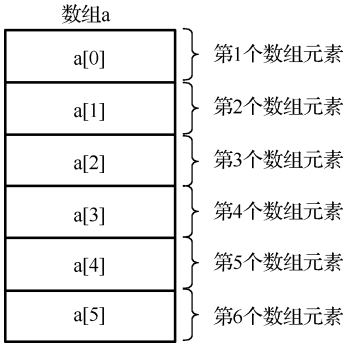 数组a
a[0] 第1个数组元素
a[1] 第2个数组元素
a[2] 第3个数组元素
a[3] 第4个数组元素
a[4] 第5个数组元素
a[5] 第6个数组元素